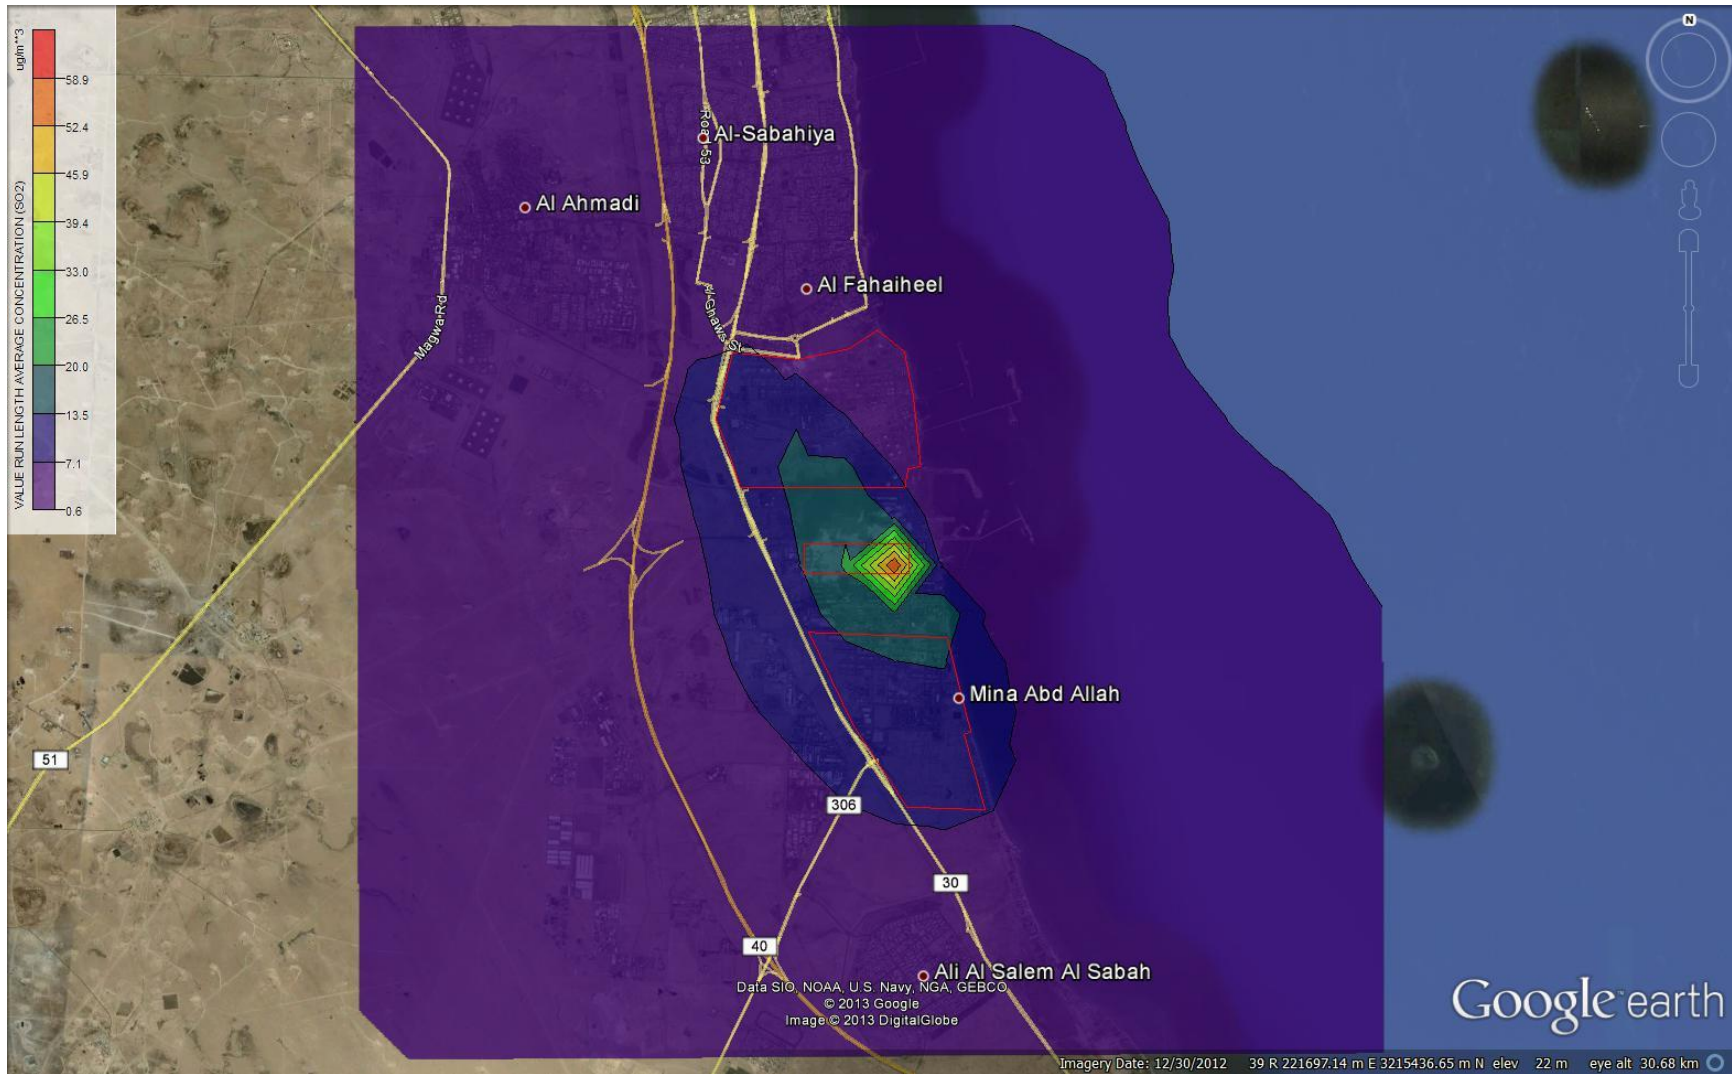 ug/m**3
58.9
52.4
45.9
39.4
33.0
26.5
20.0
13.5
7.1
0.6
VALUE RUN LENGTH AVERAGE CONCENTRATION (SO2)
N
Al-Sabahiya
Road 53
Al Ahmadi
Al Fahaiheel
Al Ghaws St
Magwa Rd
Mina Abd Allah
51
306
30
40
Ali Al Salem Al Sabah
Data SIO, NOAA, U.S. Navy, NGA, GEBCO
© 2013 Google
Image © 2013 DigitalGlobe
Google earth
Imagery Date: 12/30/2012 39 R 221697.14 m E 3215436.65 m N elev 22 m eye alt 30.68 km